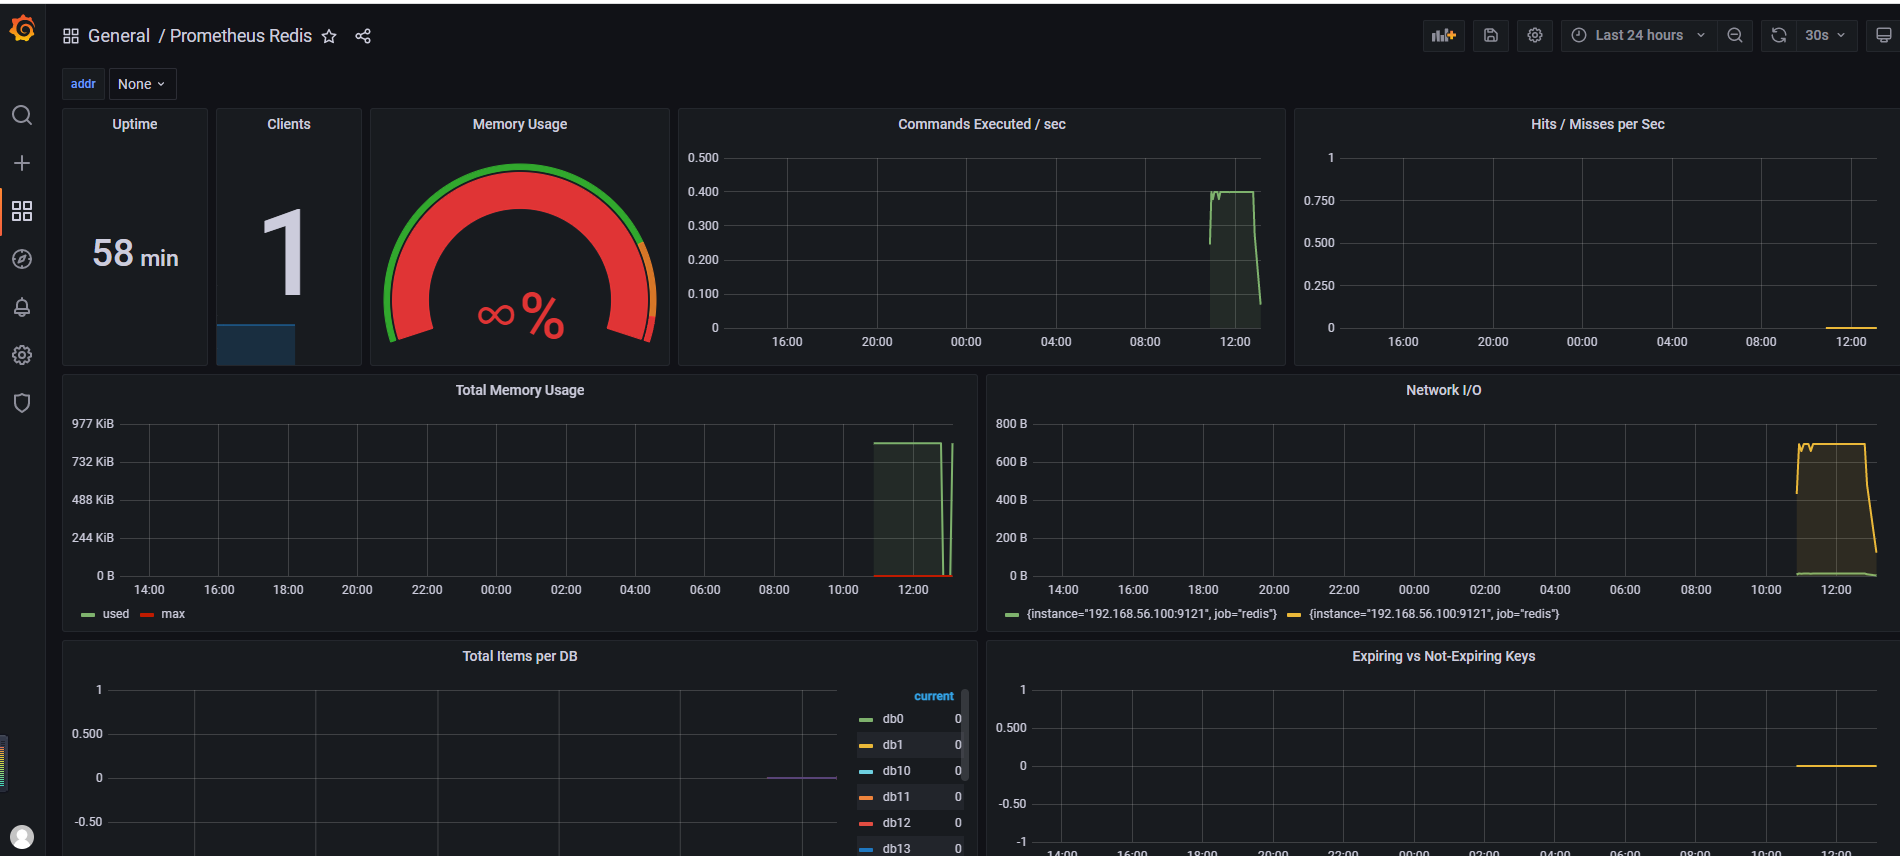 General / Prometheus Redis
Last 24 hours
30s
addr
None
Uptime
58 min
Clients
1
Memory Usage
∞%
Commands Executed / sec
0.500
0.400
0.300
0.200
0.100
0
16:00 20:00 00:00 04:00 08:00 12:00
Hits / Misses per Sec
1
0.750
0.500
0.250
0
16:00 20:00 00:00 04:00 08:00 12:00
Total Memory Usage
977 KiB
732 KiB
488 KiB
244 KiB
0 B
14:00 16:00 18:00 20:00 22:00 00:00 02:00 04:00 06:00 08:00 10:00 12:00
used max
Network I/O
800 B
600 B
400 B
200 B
0 B
14:00 16:00 18:00 20:00 22:00 00:00 02:00 04:00 06:00 08:00 10:00 12:00
{instance="192.168.56.100:9121", job="redis"} {instance="192.168.56.100:9121", job="redis"}
Total Items per DB
1
0.500
0
-0.50
current
db0 0
db1 0
db10 0
db11 0
db12 0
db13 0
Expiring vs Not-Expiring Keys
1
0.500
0
-0.50
-1
14:00 16:00 18:00 20:00 22:00 00:00 02:00 04:00 06:00 08:00 10:00 12:00